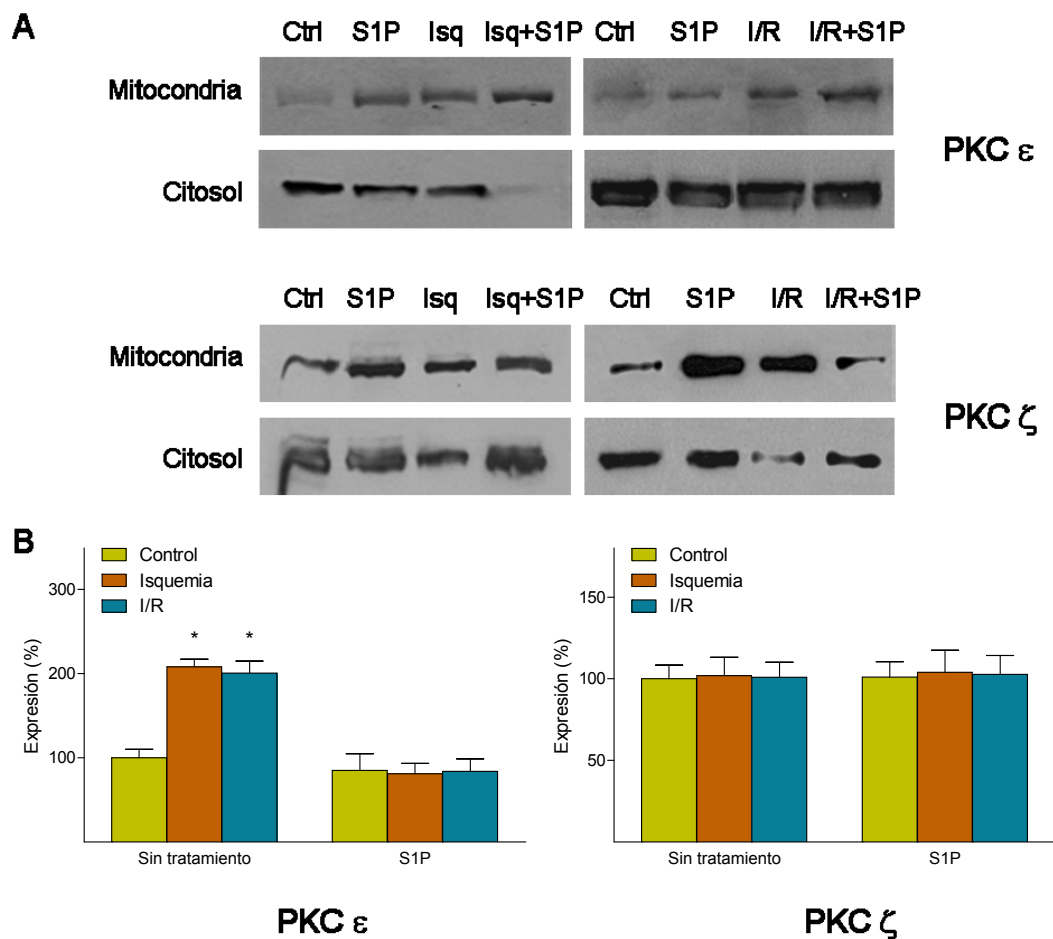 A
Ctrl S1P Isq Isq+S1P Ctrl S1P I/R I/R+S1P
Mitocondria
PKC ε
Citosol
Ctrl S1P Isq Isq+S1P Ctrl S1P I/R I/R+S1P
Mitocondria
PKC ζ
Citosol
B
Control
Isquemia
I/R
300
200
100
Expresión (%)
* *
Sin tratamiento S1P
PKC ε
Control
Isquemia
I/R
150
100
50
Expresión (%)
Sin tratamiento S1P
PKC ζ